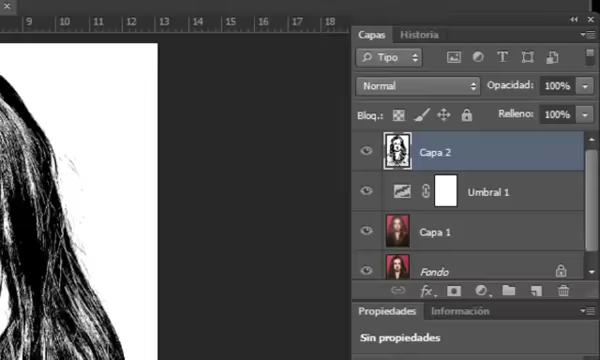 9 10 11 12 13 14 15 16 17 18
Capas Historia
Tipo
Normal Opacidad: 100%
Bloq.: Relleno: 100%
Capa 2
Umbral 1
Capa 1
Fondo
fx
Propiedades Información
Sin propiedades